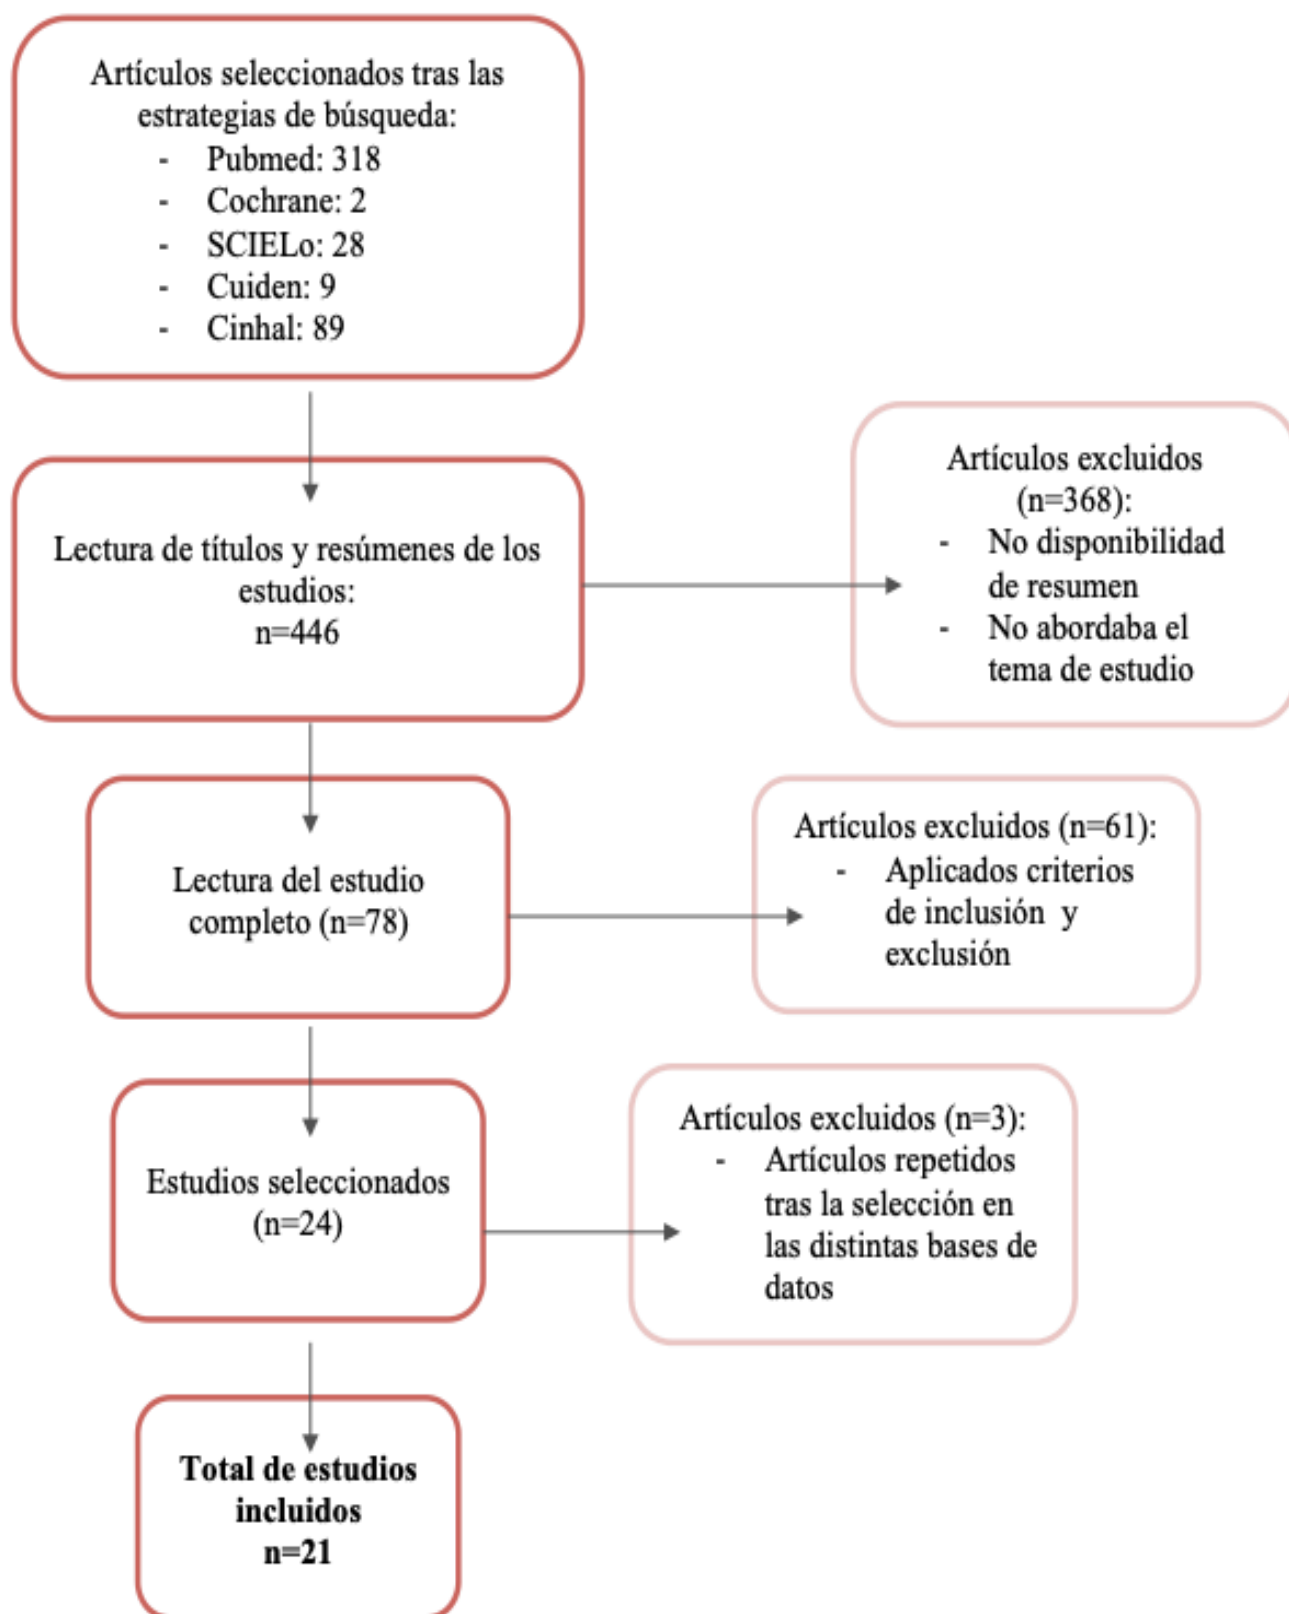 Artículos seleccionados tras las
estrategias de búsqueda:
- Pubmed: 318
- Cochrane: 2
- SCIELo: 28
- Cuiden: 9
- Cinhal: 89
Lectura de títulos y resúmenes de los
estudios:
n=446
Artículos excluidos
(n=368):
- No disponibilidad
de resumen
- No abordaba el
tema de estudio
Lectura del estudio
completo (n=78)
Artículos excluidos (n=61):
- Aplicados criterios
de inclusión y
exclusión
Estudios seleccionados
(n=24)
Artículos excluidos (n=3):
- Artículos repetidos
tras la selección en
las distintas bases de
datos
Total de estudios
incluidos
n=21